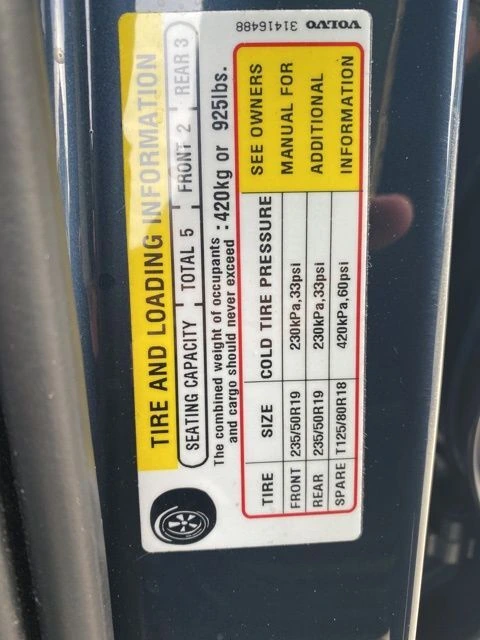 TIRE AND LOADING INFORMATION
SEATING CAPACITY TOTAL 5 FRONT 2 REAR 3
The combined weight of occupants
and cargo should never exceed : 420kg or 925lbs.
TIRE SIZE COLD TIRE PRESSURE
FRONT 235/50R19 230kPa,33psi
REAR 235/50R19 230kPa,33psi
SPARE T125/80R18 420kPa,60psi
SEE OWNERS
MANUAL FOR
ADDITIONAL
INFORMATION
VOLVO 31416488